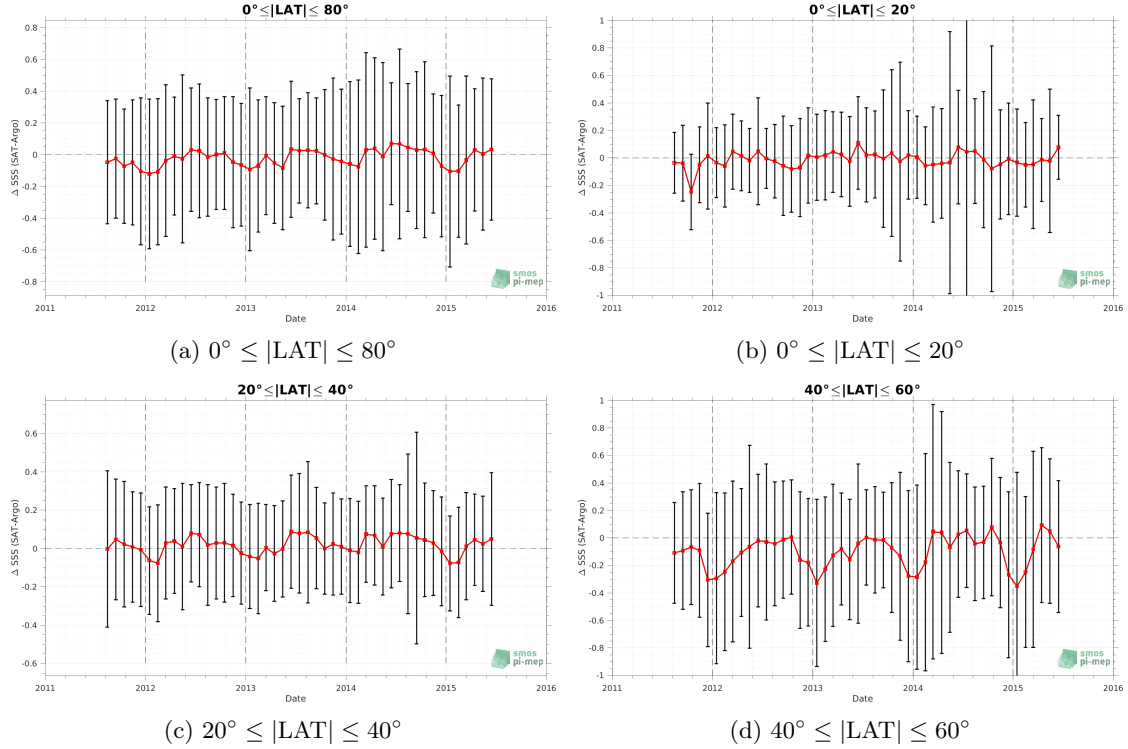 0°≤|LAT|≤ 80°
Δ SSS (SAT-Argo)
0.8
0.6
0.4
0.2
0
-0.2
-0.4
-0.6
-0.8
2011 2012 2013 2014 2015 2016
Date
smos
pi-mep
(a) 0° ≤ |LAT| ≤ 80°
0°≤|LAT|≤ 20°
Δ SSS (SAT-Argo)
1
0.8
0.6
0.4
0.2
0
-0.2
-0.4
-0.6
-0.8
-1
2011 2012 2013 2014 2015 2016
Date
smos
pi-mep
(b) 0° ≤ |LAT| ≤ 20°
20°≤|LAT|≤ 40°
Δ SSS (SAT-Argo)
0.6
0.4
0.2
0
-0.2
-0.4
-0.6
2011 2012 2013 2014 2015 2016
Date
smos
pi-mep
(c) 20° ≤ |LAT| ≤ 40°
40°≤|LAT|≤ 60°
Δ SSS (SAT-Argo)
1
0.8
0.6
0.4
0.2
0
-0.2
-0.4
-0.6
-0.8
-1
2011 2012 2013 2014 2015 2016
Date
smos
pi-mep
(d) 40° ≤ |LAT| ≤ 60°